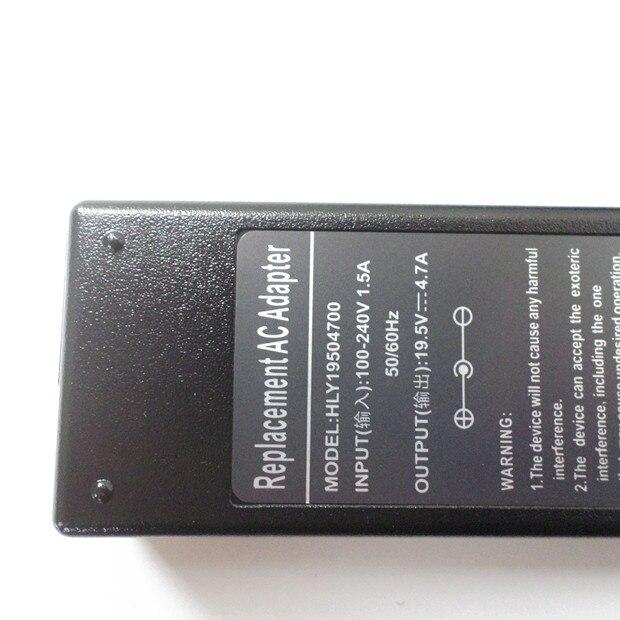 Replacement AC Adapter
MODEL:HLY19504700
INPUT(输入):100-240V 1.5A
50/60Hz
OUTPUT(输出):19.5V⎓4.7A
WARNING:
1.The device will not cause any harmful
interference.
2.The device can accept the exoteric
interference, including the one
undesired operation.